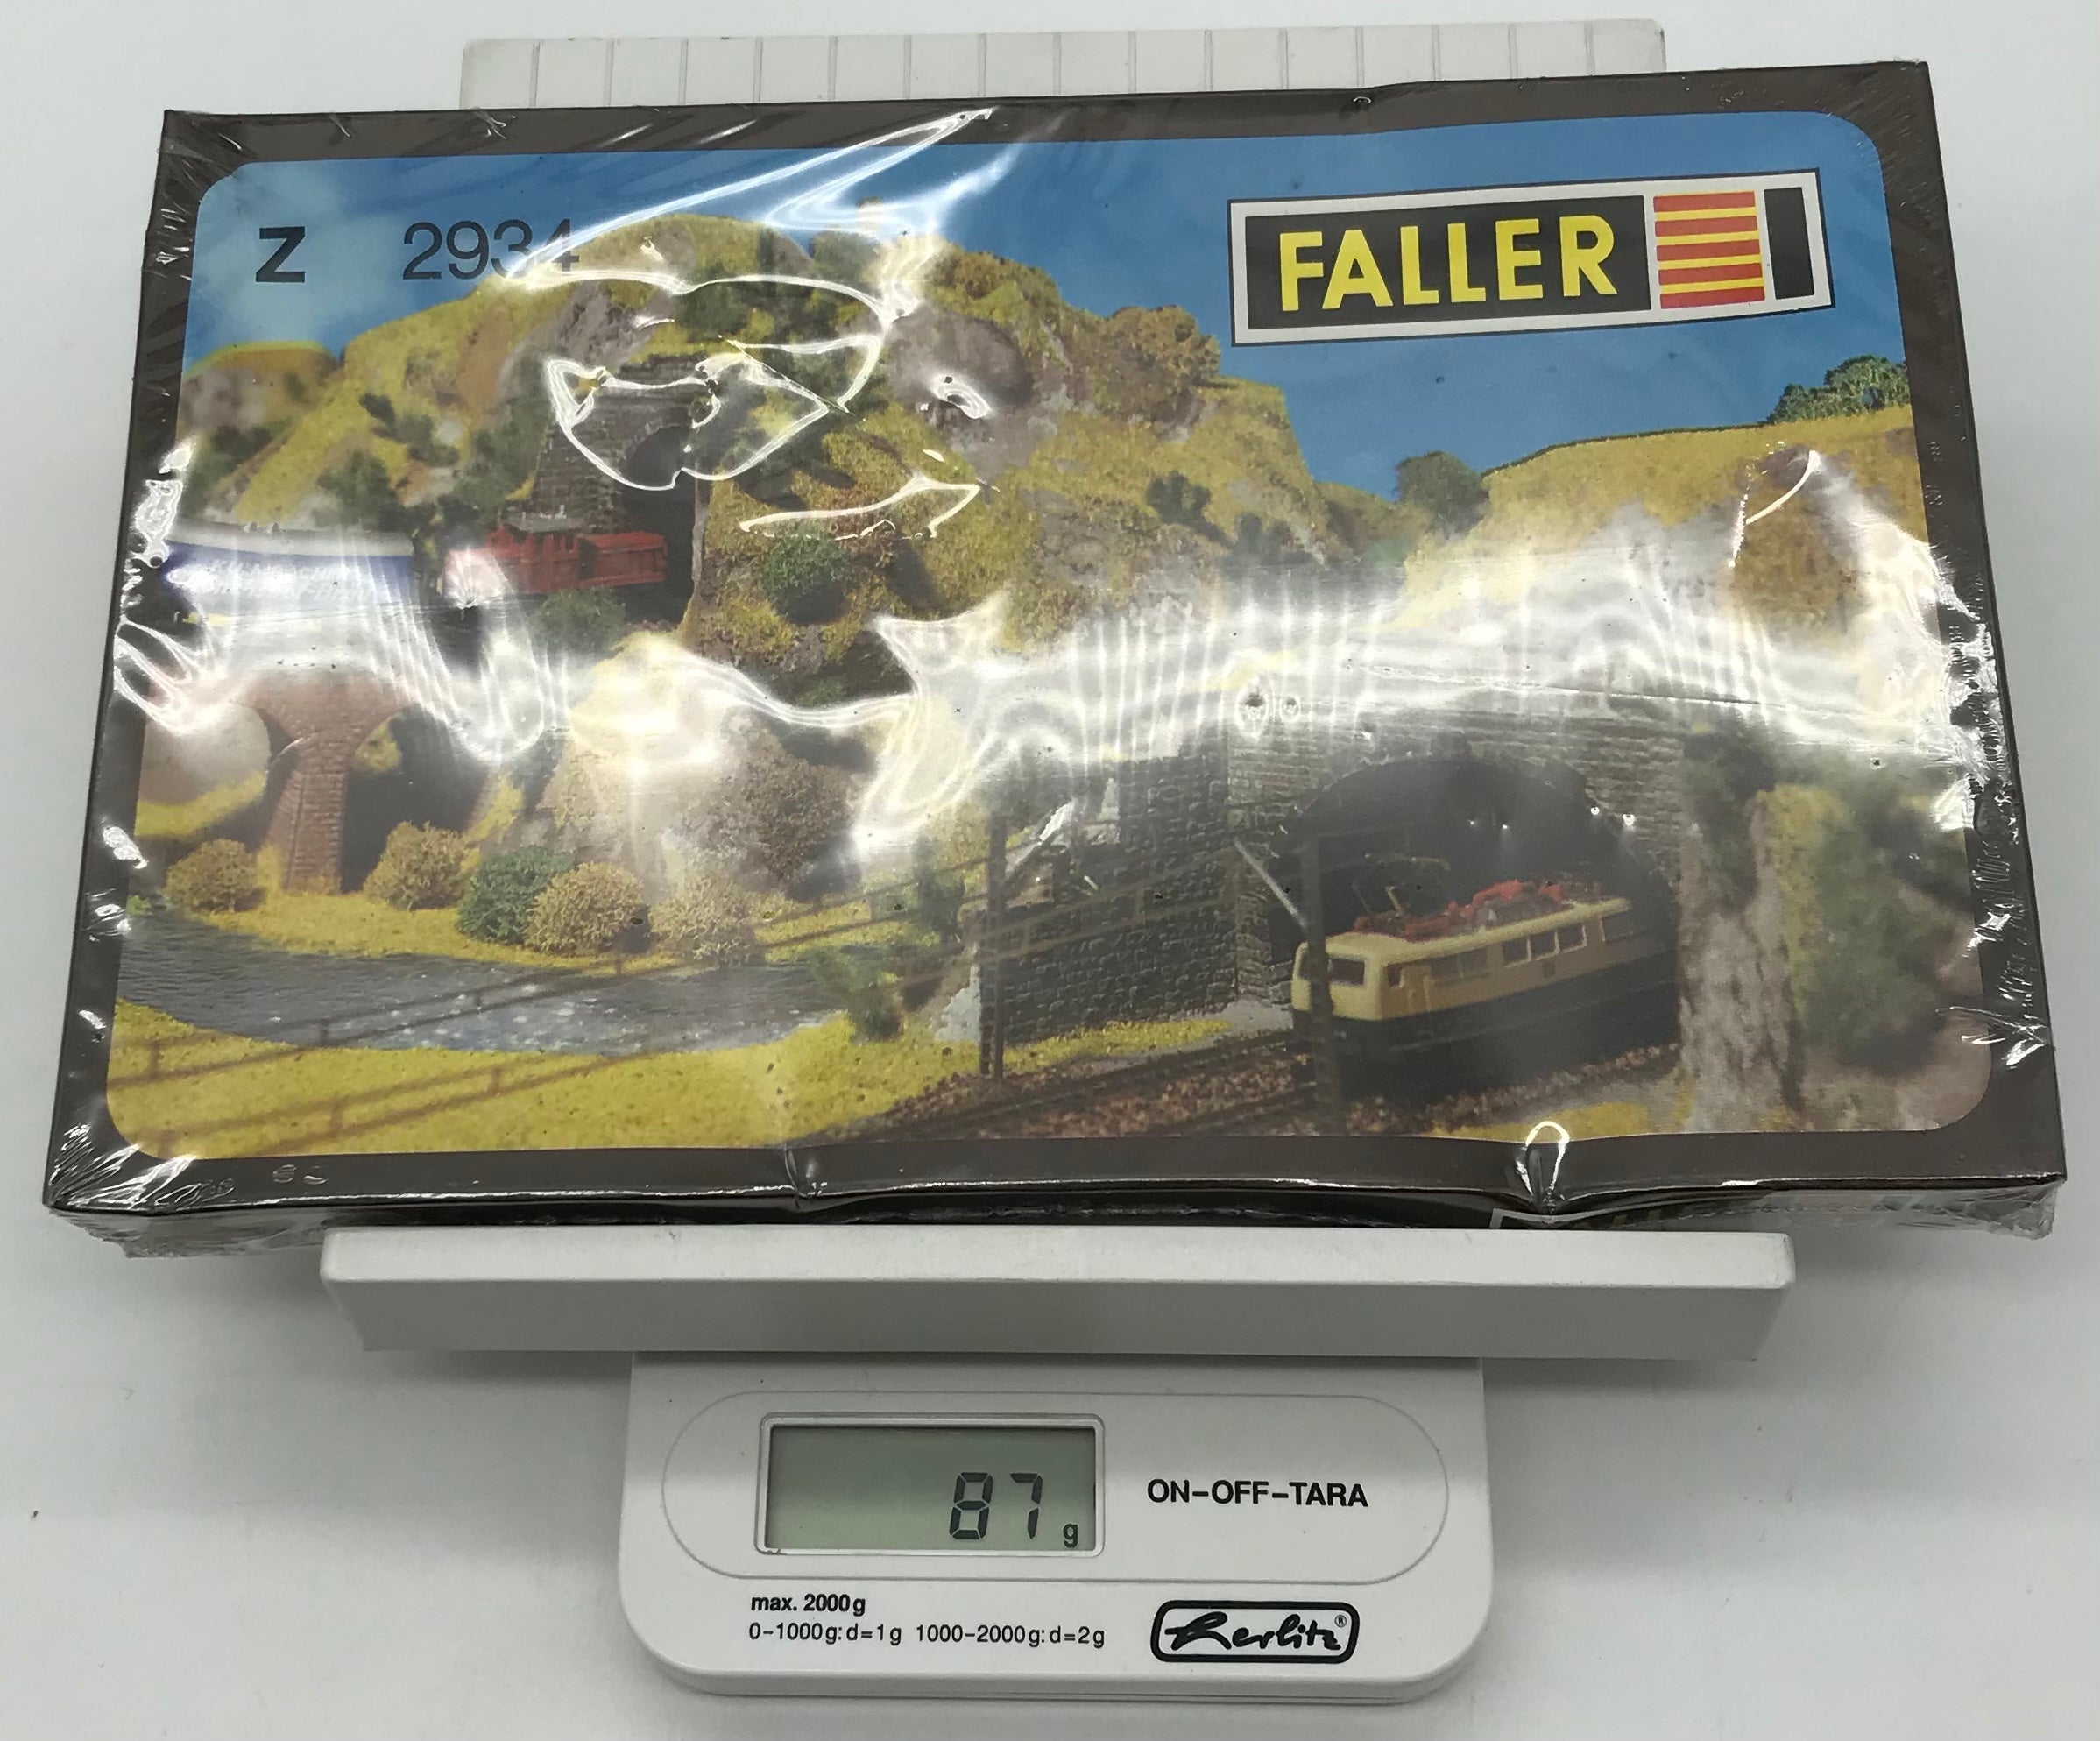 Z 2934
FALLER
87 g
ON-OFF-TARA
max. 2000g
0-1000g:d=1g 1000-2000g:d=2g
Herlitz®